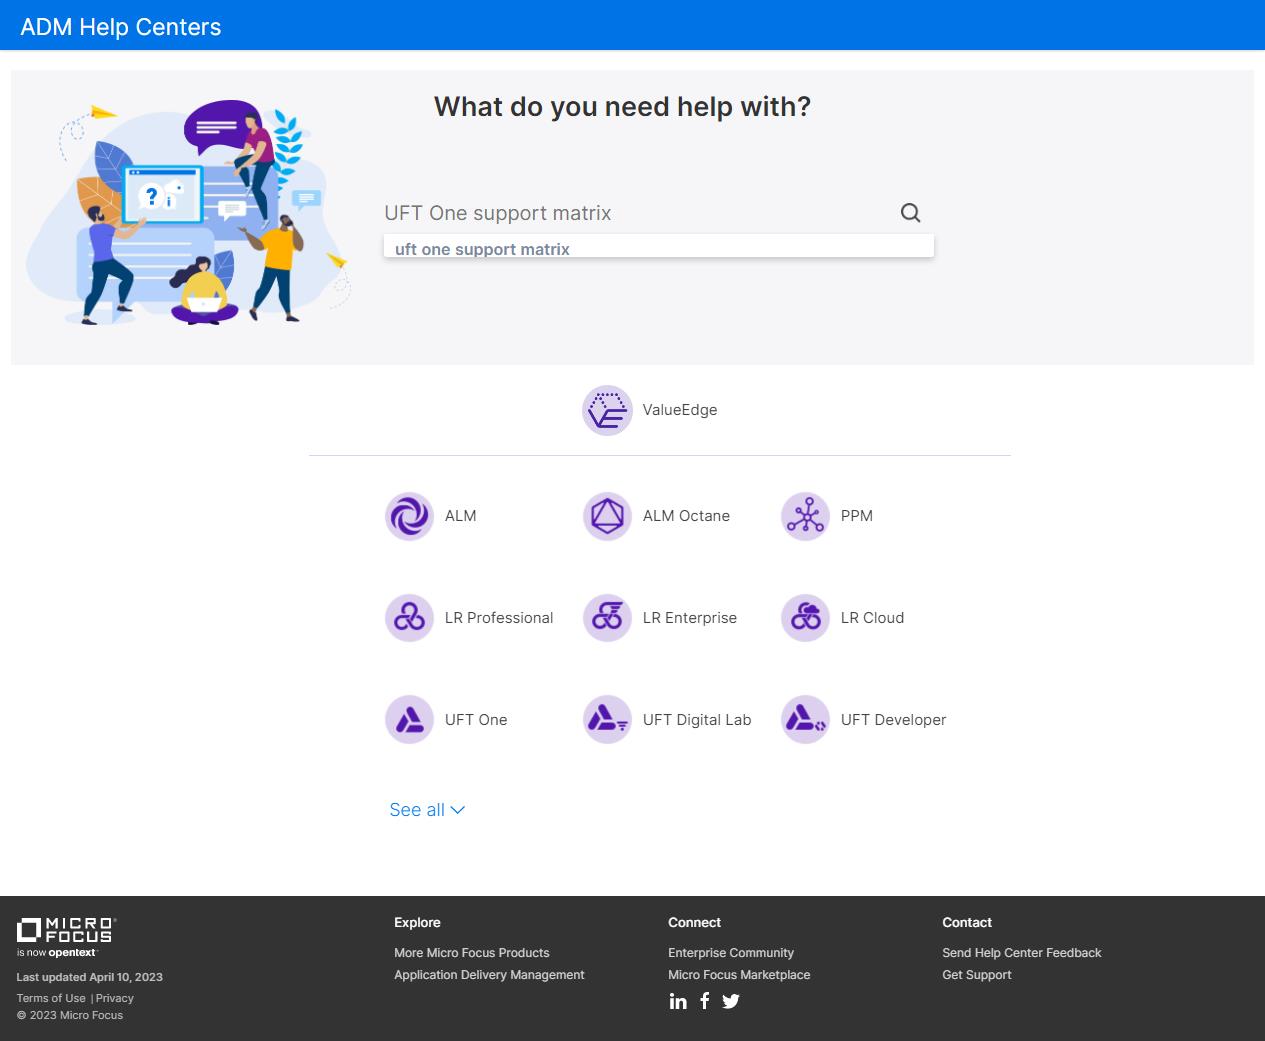 ADM Help Centers
What do you need help with?
UFT One support matrix
uft one support matrix
ValueEdge
ALM
ALM Octane
PPM
LR Professional
LR Enterprise
LR Cloud
UFT One
UFT Digital Lab
UFT Developer
See all
MICRO
FOCUS
is now opentext
Last updated April 10, 2023
Terms of Use | Privacy
© 2023 Micro Focus
Explore
More Micro Focus Products
Application Delivery Management
Connect
Enterprise Community
Micro Focus Marketplace
Contact
Send Help Center Feedback
Get Support